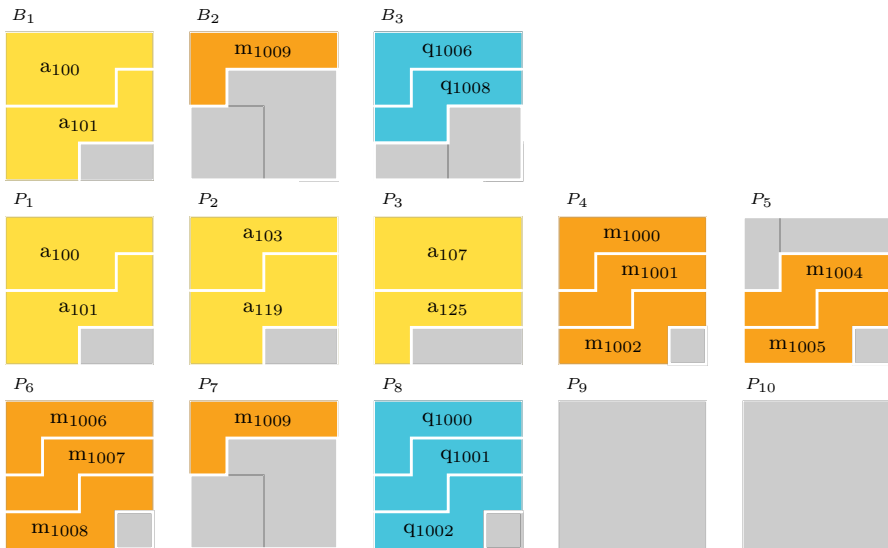 B₁ B₂ B₃
a₁₀₀ m₁₀₀₉ q₁₀₀₆
q₁₀₀₈
a₁₀₁
P₁ P₂ P₃ P₄ P₅
a₁₀₀ a₁₀₃ a₁₀₇ m₁₀₀₀
m₁₀₀₁ m₁₀₀₄
a₁₀₁ a₁₁₉ a₁₂₅
m₁₀₀₂ m₁₀₀₅
P₆ P₇ P₈ P₉ P₁₀
m₁₀₀₆ m₁₀₀₉ q₁₀₀₀
m₁₀₀₇ q₁₀₀₁
m₁₀₀₈ q₁₀₀₂